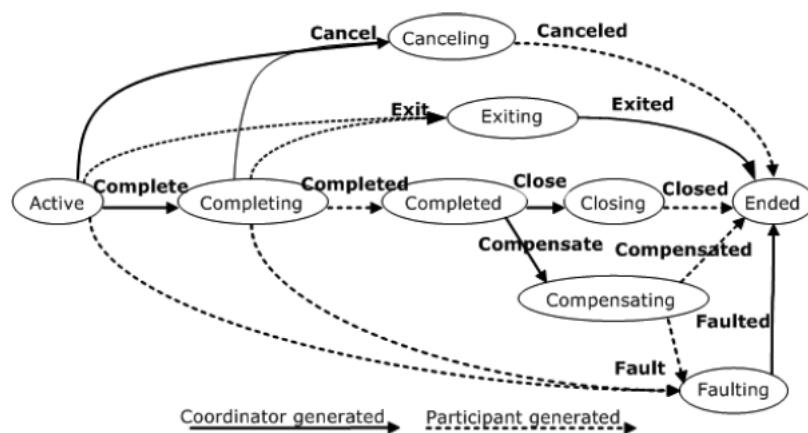 Cancel
Canceling
Canceled
Exit
Exiting
Exited
Active
Complete
Completing
Completed
Completed
Close
Closing
Closed
Ended
Compensate
Compensated
Compensating
Faulted
Fault
Faulting
Coordinator generated
Participant generated